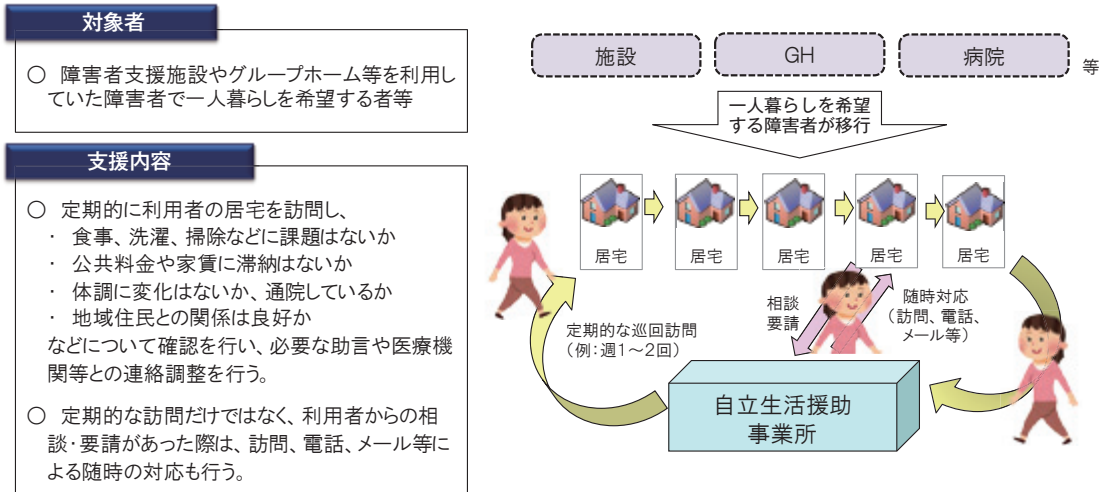 対象者
○ 障害者支援施設やグループホーム等を利用し
ていた障害者で一人暮らしを希望する者等
支援内容
○ 定期的に利用者の居宅を訪問し、
・ 食事、洗濯、掃除などに課題はないか
・ 公共料金や家賃に滞納はないか
・ 体調に変化はないか、通院しているか
・ 地域住民との関係は良好か
などについて確認を行い、必要な助言や医療機
関等との連絡調整を行う。
○ 定期的な訪問だけではなく、利用者からの相
談・要請があった際は、訪問、電話、メール等に
よる随時の対応も行う。
施設
GH
病院
等
一人暮らしを希望
する障害者が移行
居宅
居宅
居宅
居宅
居宅
定期的な巡回訪問
(例:週1～2回)
相談
要請
随時対応
(訪問、電話、
メール等)
自立生活援助
事業所